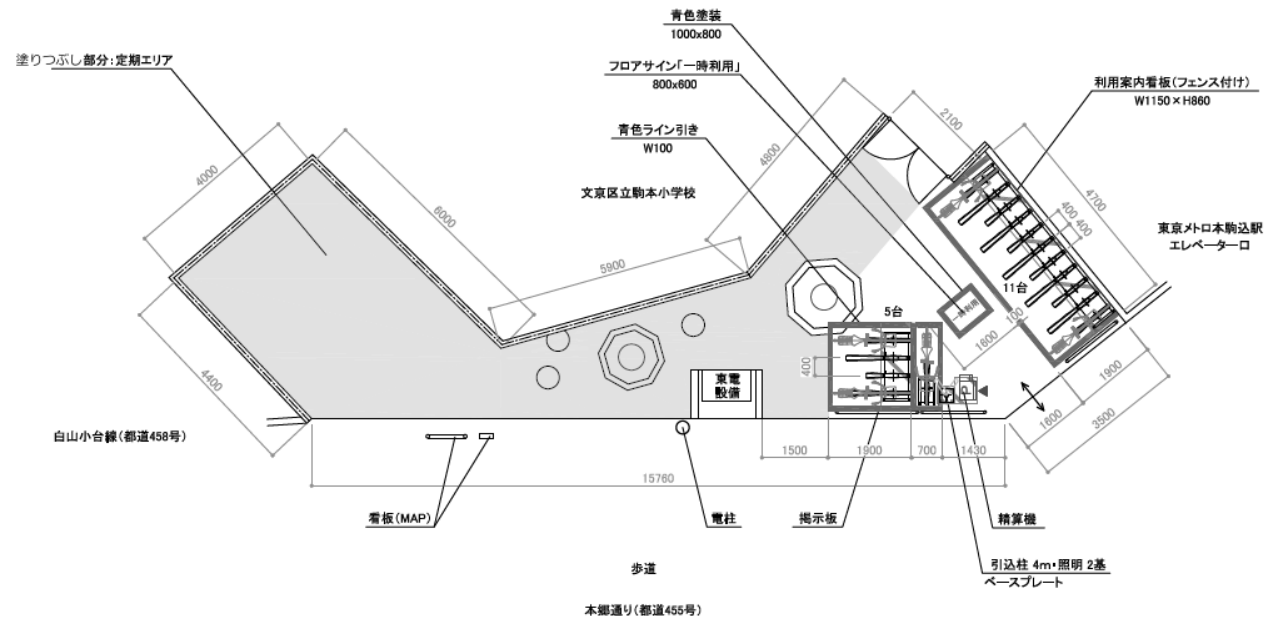 青色塗装
1000x800
塗りつぶし部分:定期エリア
フロアサイン「一時利用」
800x600
利用案内看板(フェンス付け)
W1150×H860
青色ライン引き
W100
2100
4800
4000
6000
文京区立駒本小学校
4700
400
400
東京メトロ本駒込駅
エレベーター口
5900
11台
一時利用
5台
100
1600
400
東電
設備
1900
4400
1600
3500
白山小台線(都道458号)
1500
1900
700
1430
15760
看板(MAP)
電柱
掲示板
精算機
引込柱 4m・照明 2基
ベースプレート
歩道
本郷通り(都道455号)